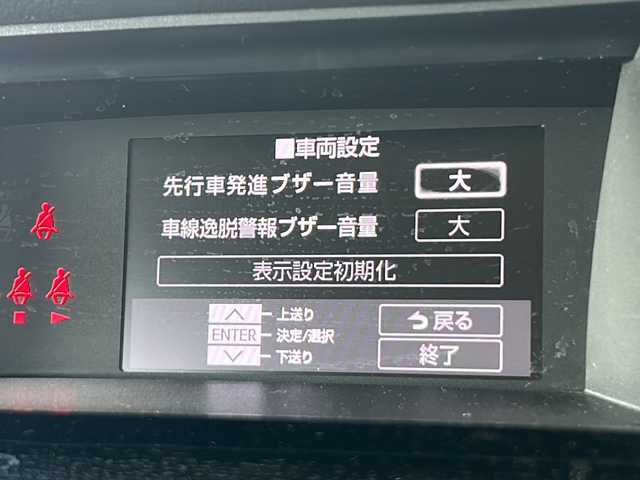 ■車両設定
先行車発進ブザー音量 大
車線逸脱警報ブザー音量 大
表示設定初期化
上送り
ENTER 決定/選択
下送り
戻る
終了